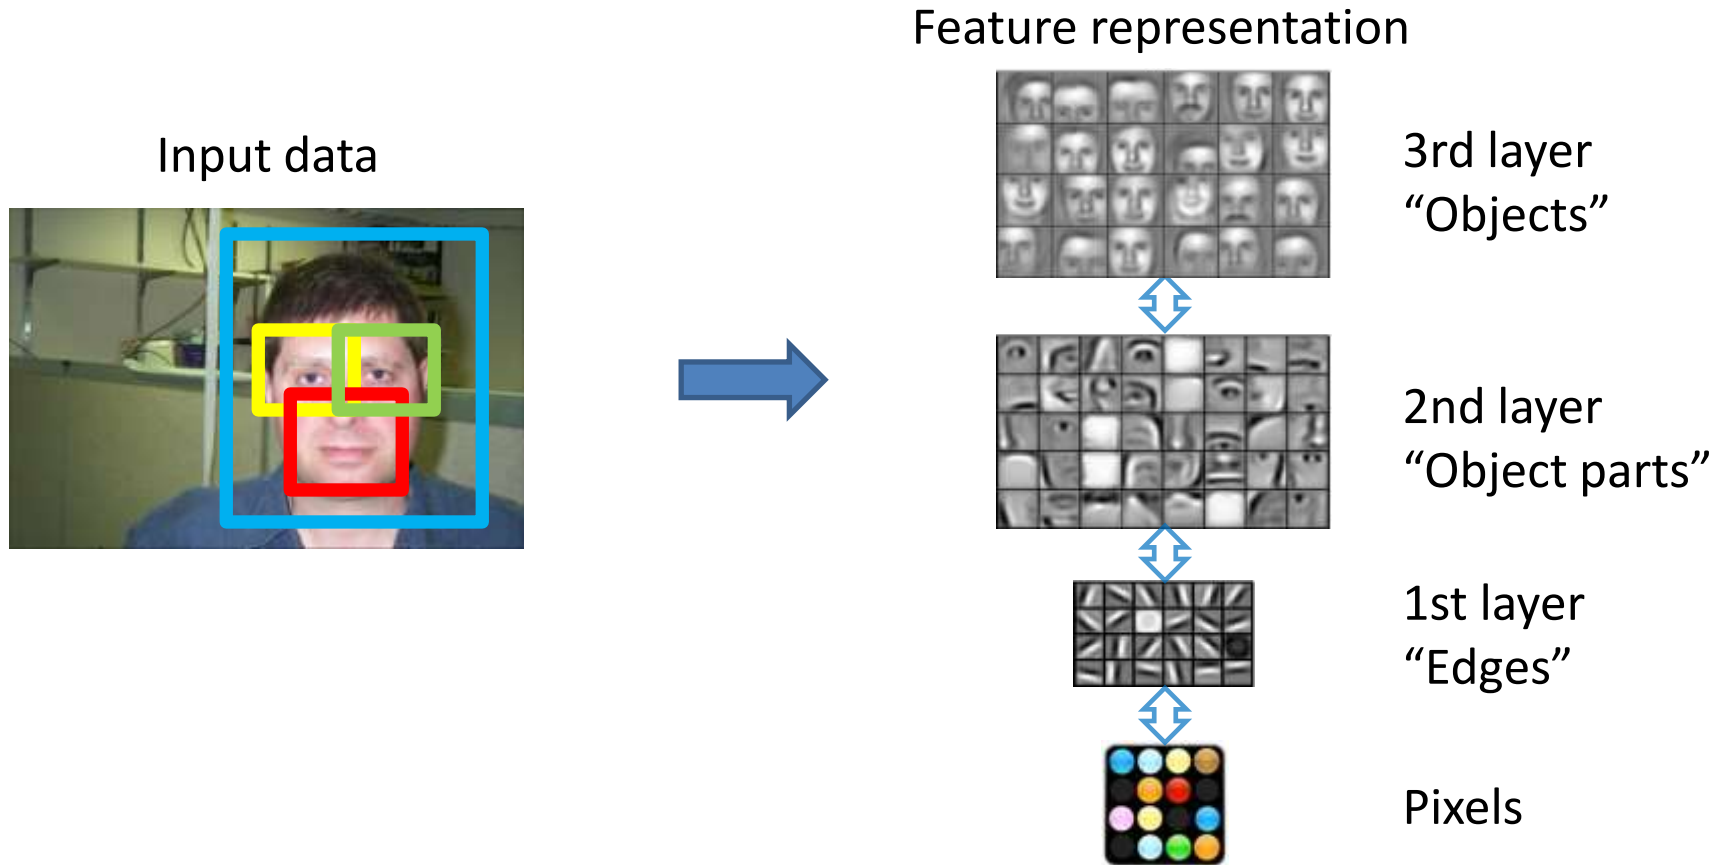 Feature representation
Input data
3rd layer
“Objects”
2nd layer
“Object parts”
1st layer
“Edges”
Pixels